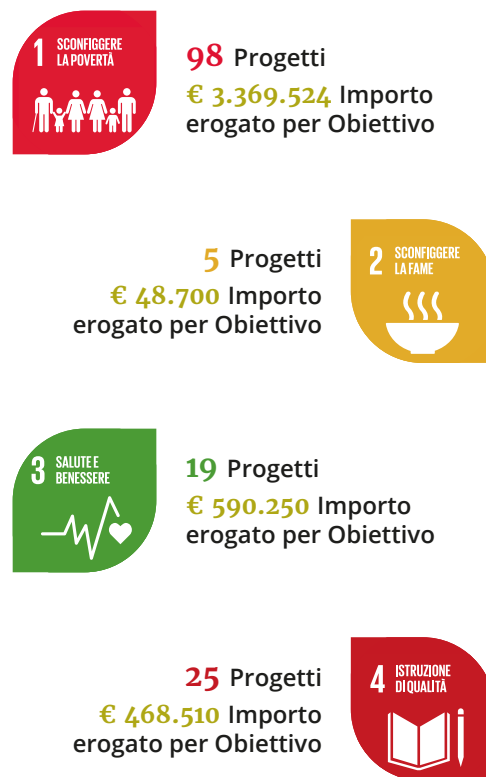 1 SCONFIGGERE
LA POVERTÀ
98 Progetti
€ 3.369.524 Importo
erogato per Obiettivo
5 Progetti
€ 48.700 Importo
erogato per Obiettivo
2 SCONFIGGERE
LA FAME
3 SALUTE E
BENESSERE
19 Progetti
€ 590.250 Importo
erogato per Obiettivo
25 Progetti
€ 468.510 Importo
erogato per Obiettivo
4 ISTRUZIONE
DI QUALITÀ